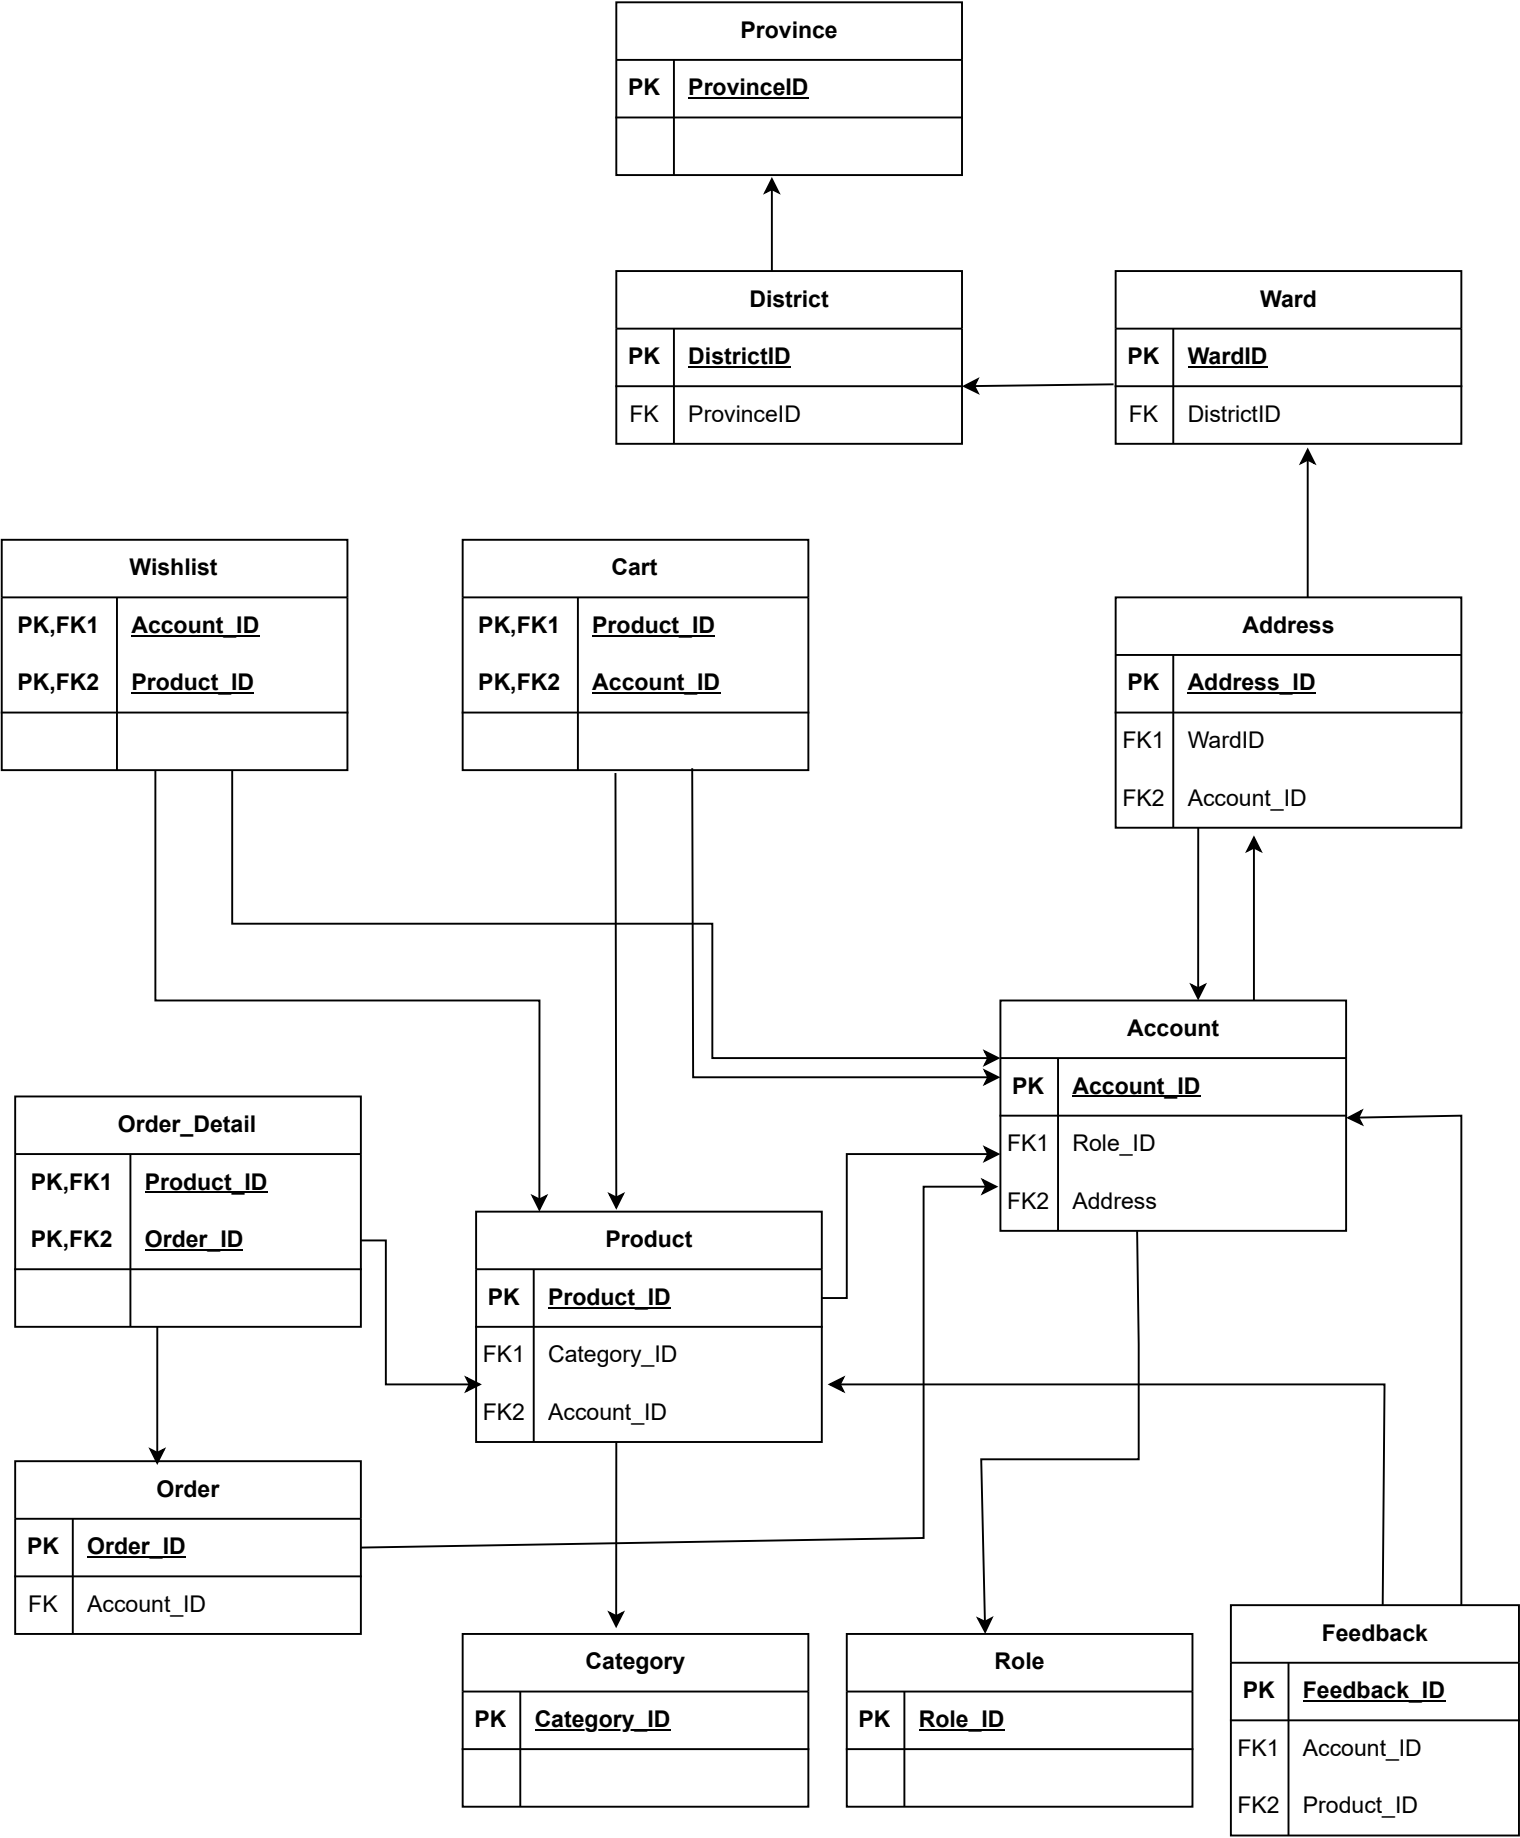 Province
PK ProvinceID
District
PK DistrictID
FK ProvinceID
Ward
PK WardID
FK DistrictID
Wishlist
PK,FK1 Account_ID
PK,FK2 Product_ID
Cart
PK,FK1 Product_ID
PK,FK2 Account_ID
Address
PK Address_ID
FK1 WardID
FK2 Account_ID
Account
PK Account_ID
FK1 Role_ID
FK2 Address
Order_Detail
PK,FK1 Product_ID
PK,FK2 Order_ID
Product
PK Product_ID
FK1 Category_ID
FK2 Account_ID
Order
PK Order_ID
FK Account_ID
Category
PK Category_ID
Role
PK Role_ID
Feedback
PK Feedback_ID
FK1 Account_ID
FK2 Product_ID